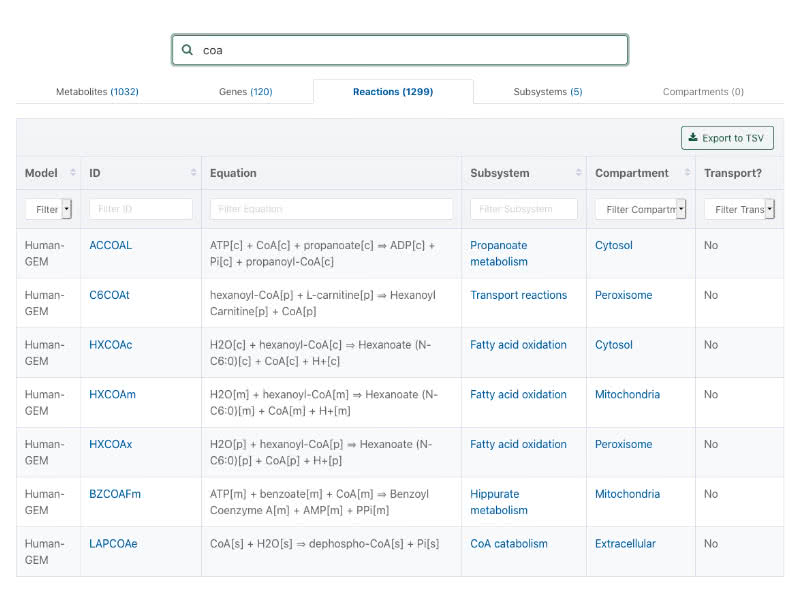 coa
Metabolites (1032) Genes (120) Reactions (1299) Subsystems (5) Compartments (0)
Export to TSV
Model ID Equation Subsystem Compartment Transport?
Filter Filter ID Filter Equation Filter Subsystem Filter Compartm Filter Trans
Human- ACCOAL ATP[c] + CoA[c] + propanoate[c] ⇒ ADP[c] + Propanoate Cytosol No
GEM Pi[c] + propanoyl-CoA[c] metabolism
Human- C6COAt hexanoyl-CoA[p] + L-carnitine[p] ⇒ Hexanoyl Transport reactions Peroxisome No
GEM Carnitine[p] + CoA[p]
Human- HXCOAc H2O[c] + hexanoyl-CoA[c] ⇒ Hexanoate (N- Fatty acid oxidation Cytosol No
GEM C6:0)[c] + CoA[c] + H+[c]
Human- HXCOAm H2O[m] + hexanoyl-CoA[m] ⇒ Hexanoate (N- Fatty acid oxidation Mitochondria No
GEM C6:0)[m] + CoA[m] + H+[m]
Human- HXCOAx H2O[p] + hexanoyl-CoA[p] ⇒ Hexanoate (N- Fatty acid oxidation Peroxisome No
GEM C6:0)[p] + CoA[p] + H+[p]
Human- BZCOAFm ATP[m] + benzoate[m] + CoA[m] ⇒ Benzoyl Hippurate Mitochondria No
GEM Coenzyme A[m] + AMP[m] + PPi[m] metabolism
Human- LAPCOAe CoA[s] + H2O[s] ⇒ dephospho-CoA[s] + Pi[s] CoA catabolism Extracellular No
GEM